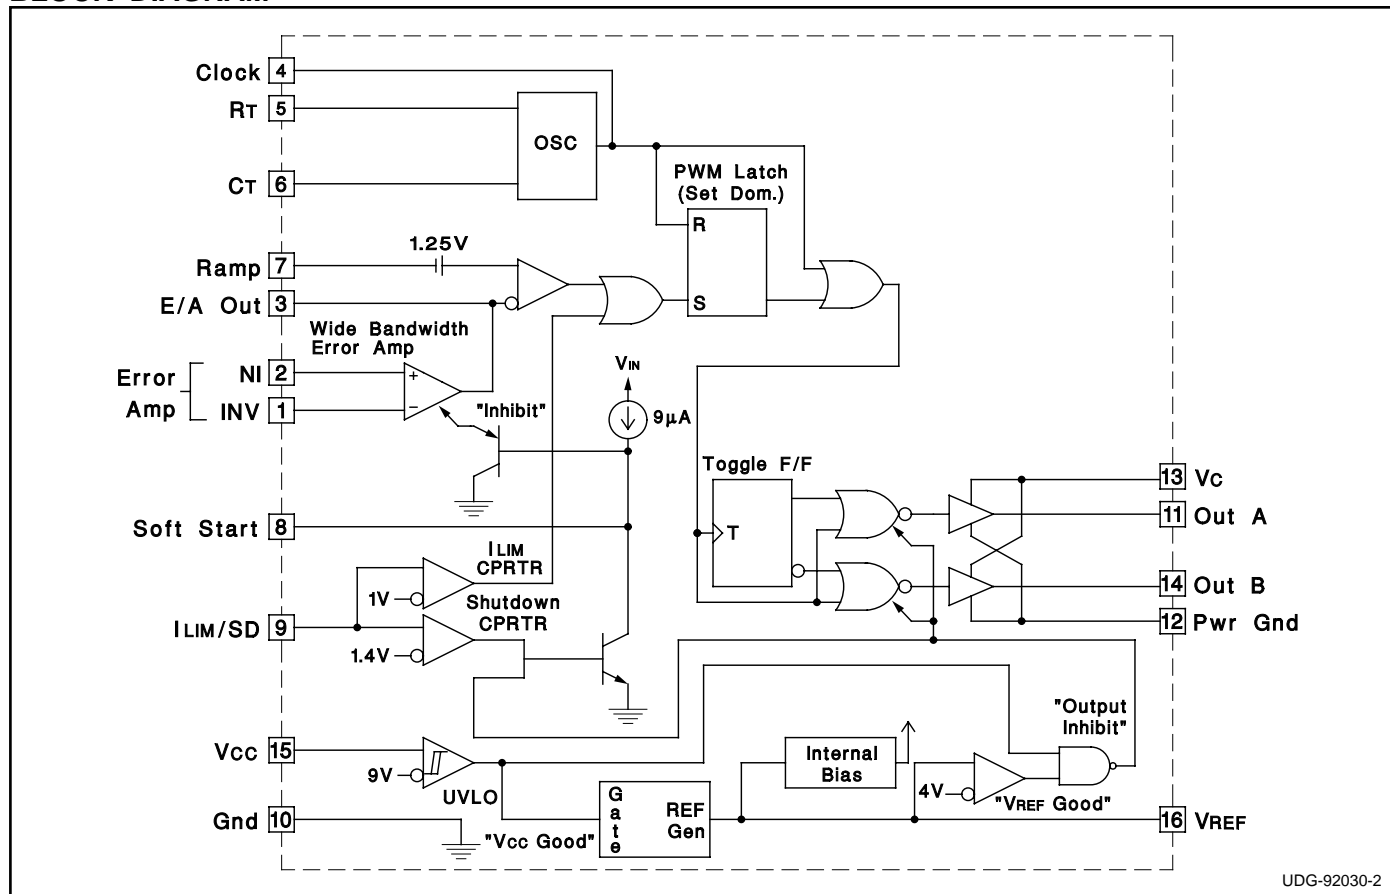 Clock 4
RT 5
OSC
CT 6
PWM Latch
(Set Dom.)
R
S
1.25V
Ramp 7
E/A Out 3
Wide Bandwidth
Error Amp
Error
Amp
NI 2
INV 1
+
−
"Inhibit"
VIN
9µA
Toggle F/F
T
13 VC
11 Out A
14 Out B
12 Pwr Gnd
Soft Start 8
ILIM
CPRTR
1V
Shutdown
CPRTR
ILIM/SD 9
1.4V
"Output
Inhibit"
VCC 15
9V
UVLO
Internal
Bias
4V
"VREF Good"
Gnd 10
"Vcc Good"
Gate
REF
Gen
16 VREF
UDG-92030-2